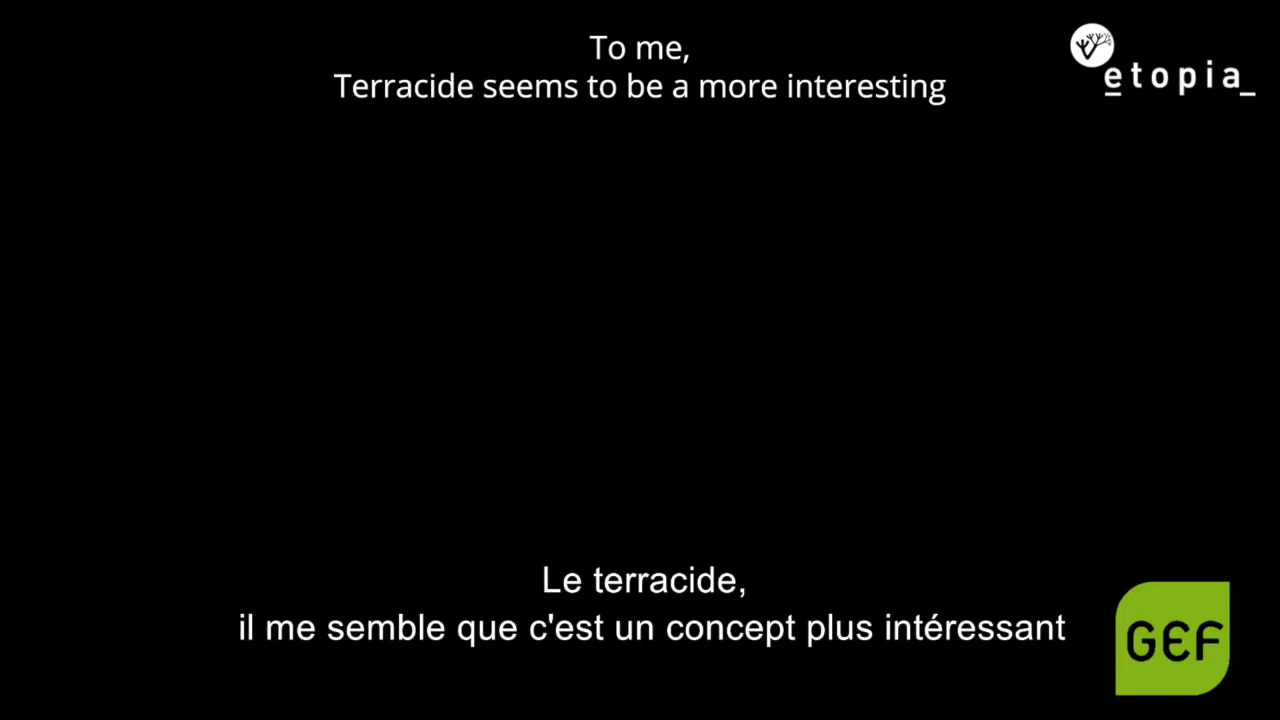 To me,
Terracide seems to be a more interesting
etopia_
Le terracide,
il me semble que c'est un concept plus intéressant
GEF